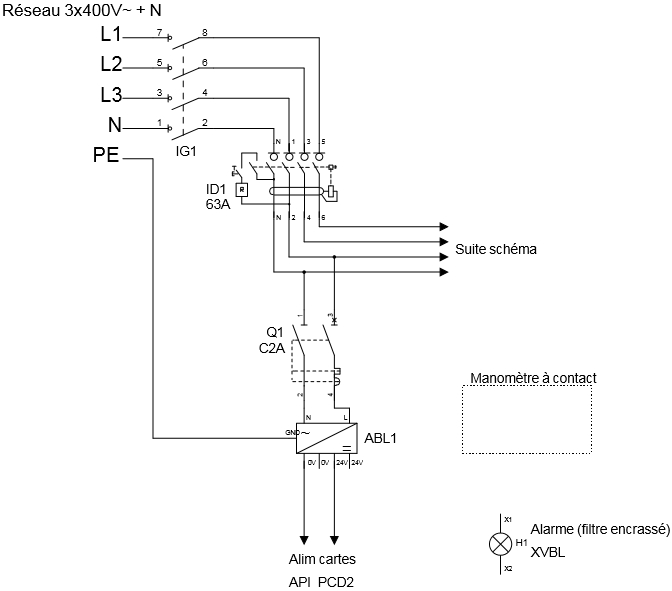 Réseau 3x400V~ + N
L1 7 8
L2 5 6
L3 3 4
N 1 2
PE
IG1
N 1 3 5
ID1
63A
R
N 2 4 6
Suite schéma
1 3
Q1
C2A
2 4
Manomètre à contact
N L
GND ~
ABL1
0V 0V 24V 24V
X1
Alarme (filtre encrassé)
H1
XVBL
X2
Alim cartes
API PCD2